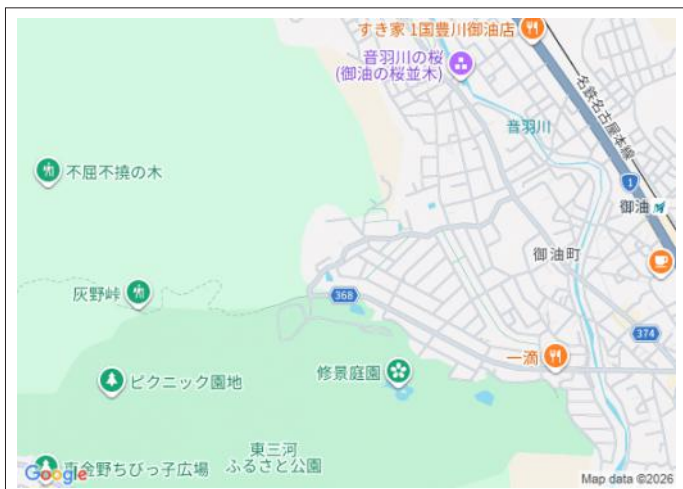 すき家 1国豊川御油店
音羽川の桜
(御油の桜並木)
名鉄名古屋本線
音羽川
1
不屈不撓の木
御油
御油町
灰野峠
368
374
一滴
ピクニック園地
修景庭園
東三河
ふるさと公園
金野ちびっ子広場
Google
Map data ©2026